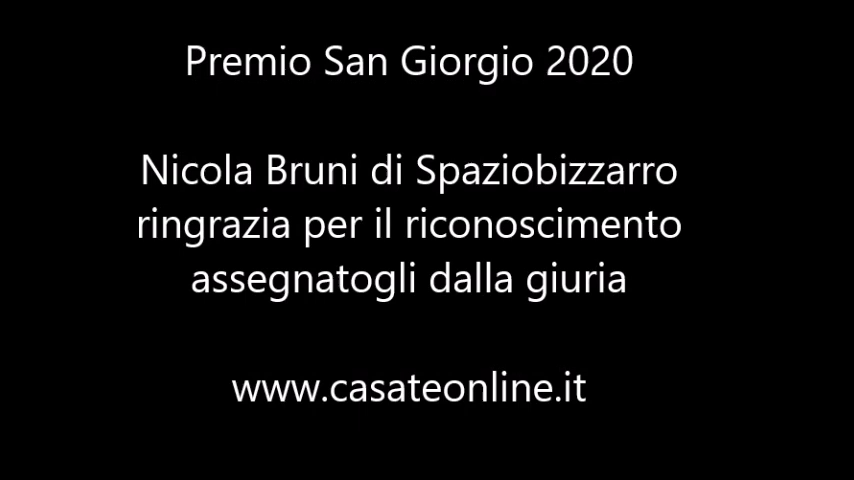 Premio San Giorgio 2020
Nicola Bruni di Spaziobizzarro
ringrazia per il riconoscimento
assegnatogli dalla giuria
www.casateonline.it